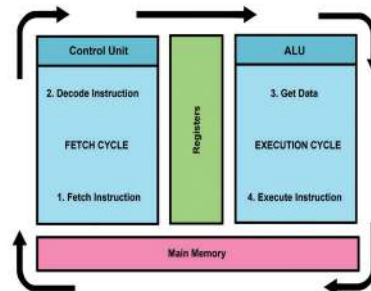 Control Unit
2. Decode Instruction
FETCH CYCLE
1. Fetch Instruction
Registers
ALU
3. Get Data
EXECUTION CYCLE
4. Execute Instruction
Main Memory